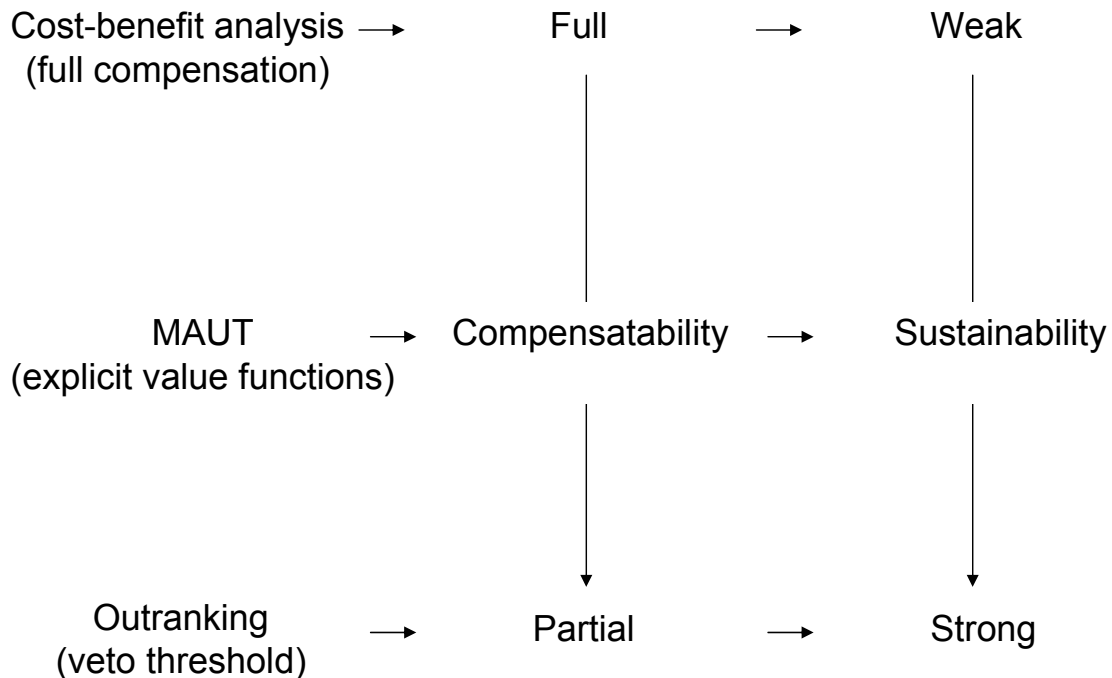 Cost-benefit analysis
(full compensation)
Full
Weak
MAUT
(explicit value functions)
Compensatability
Sustainability
Outranking
(veto threshold)
Partial
Strong